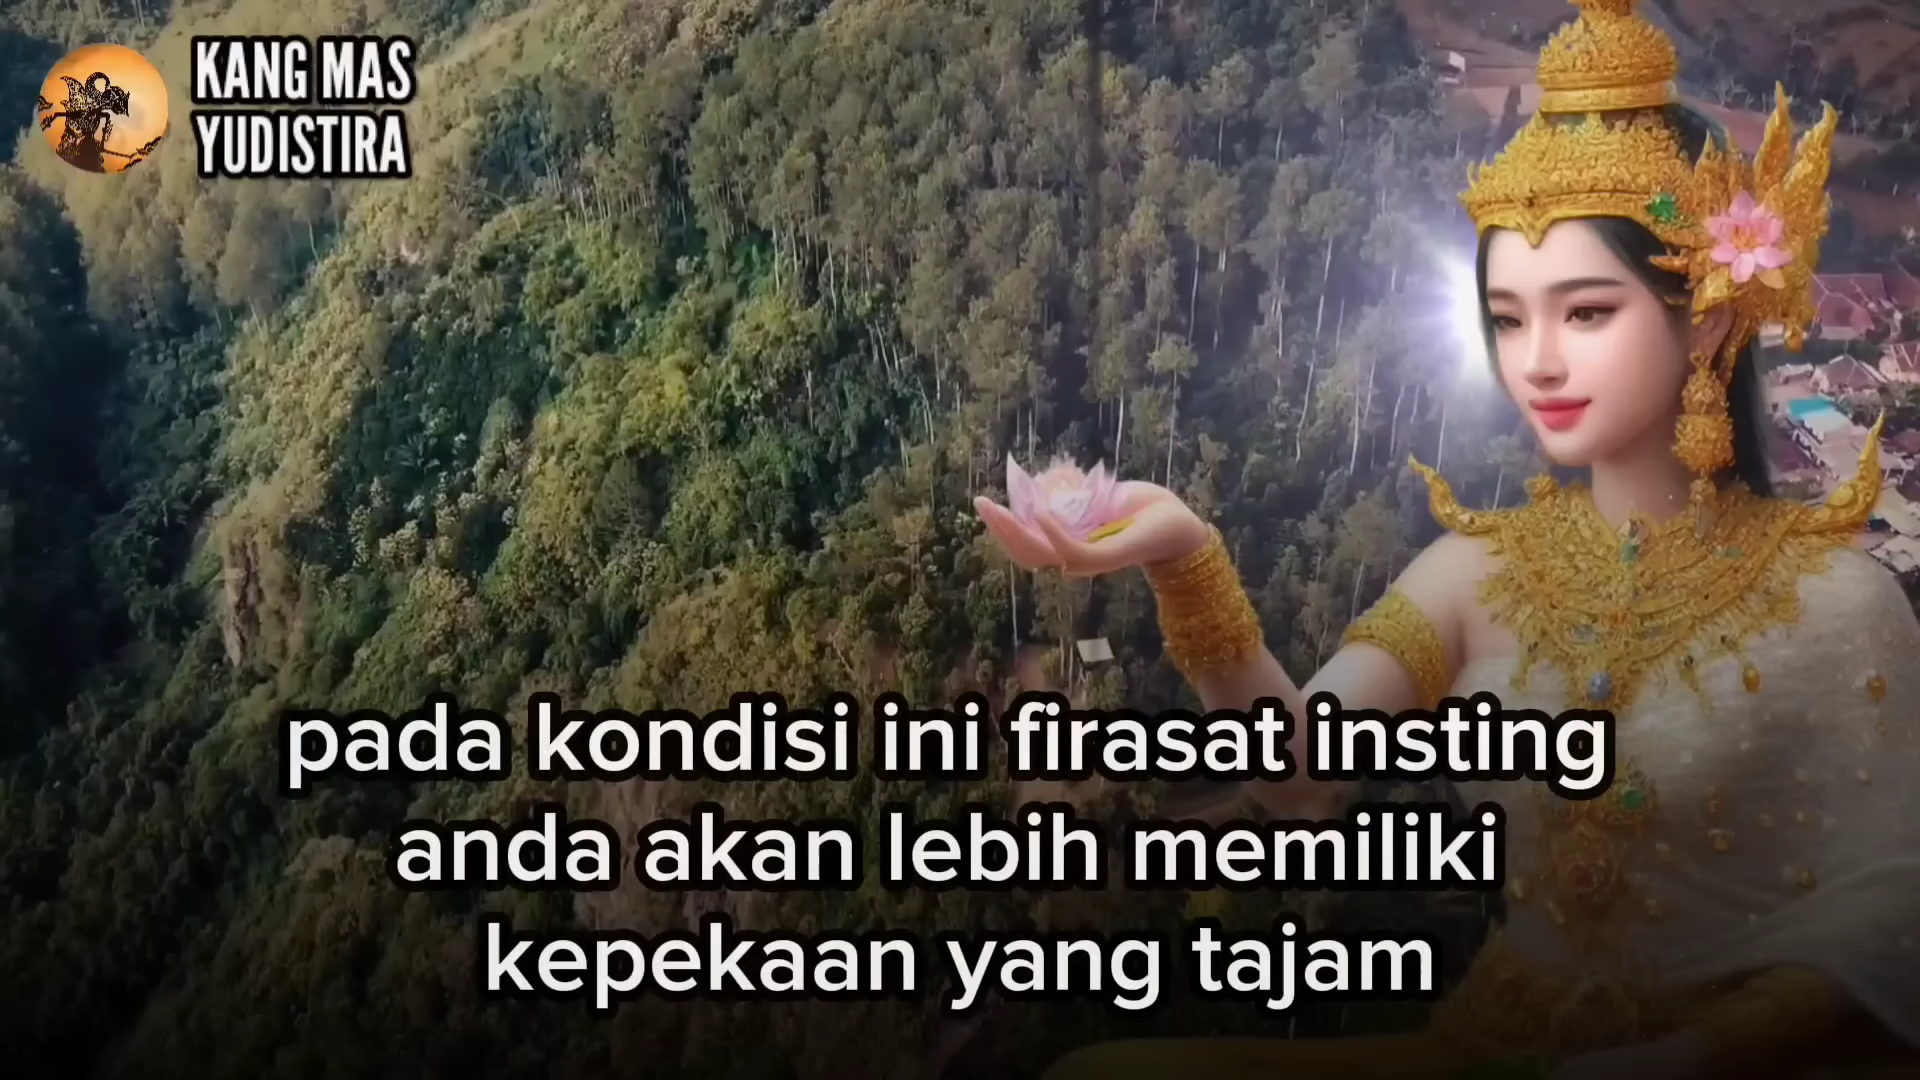 KANG MAS
YUDISTIRA
pada kondisi ini firasat insting
anda akan lebih memiliki
kepekaan yang tajam